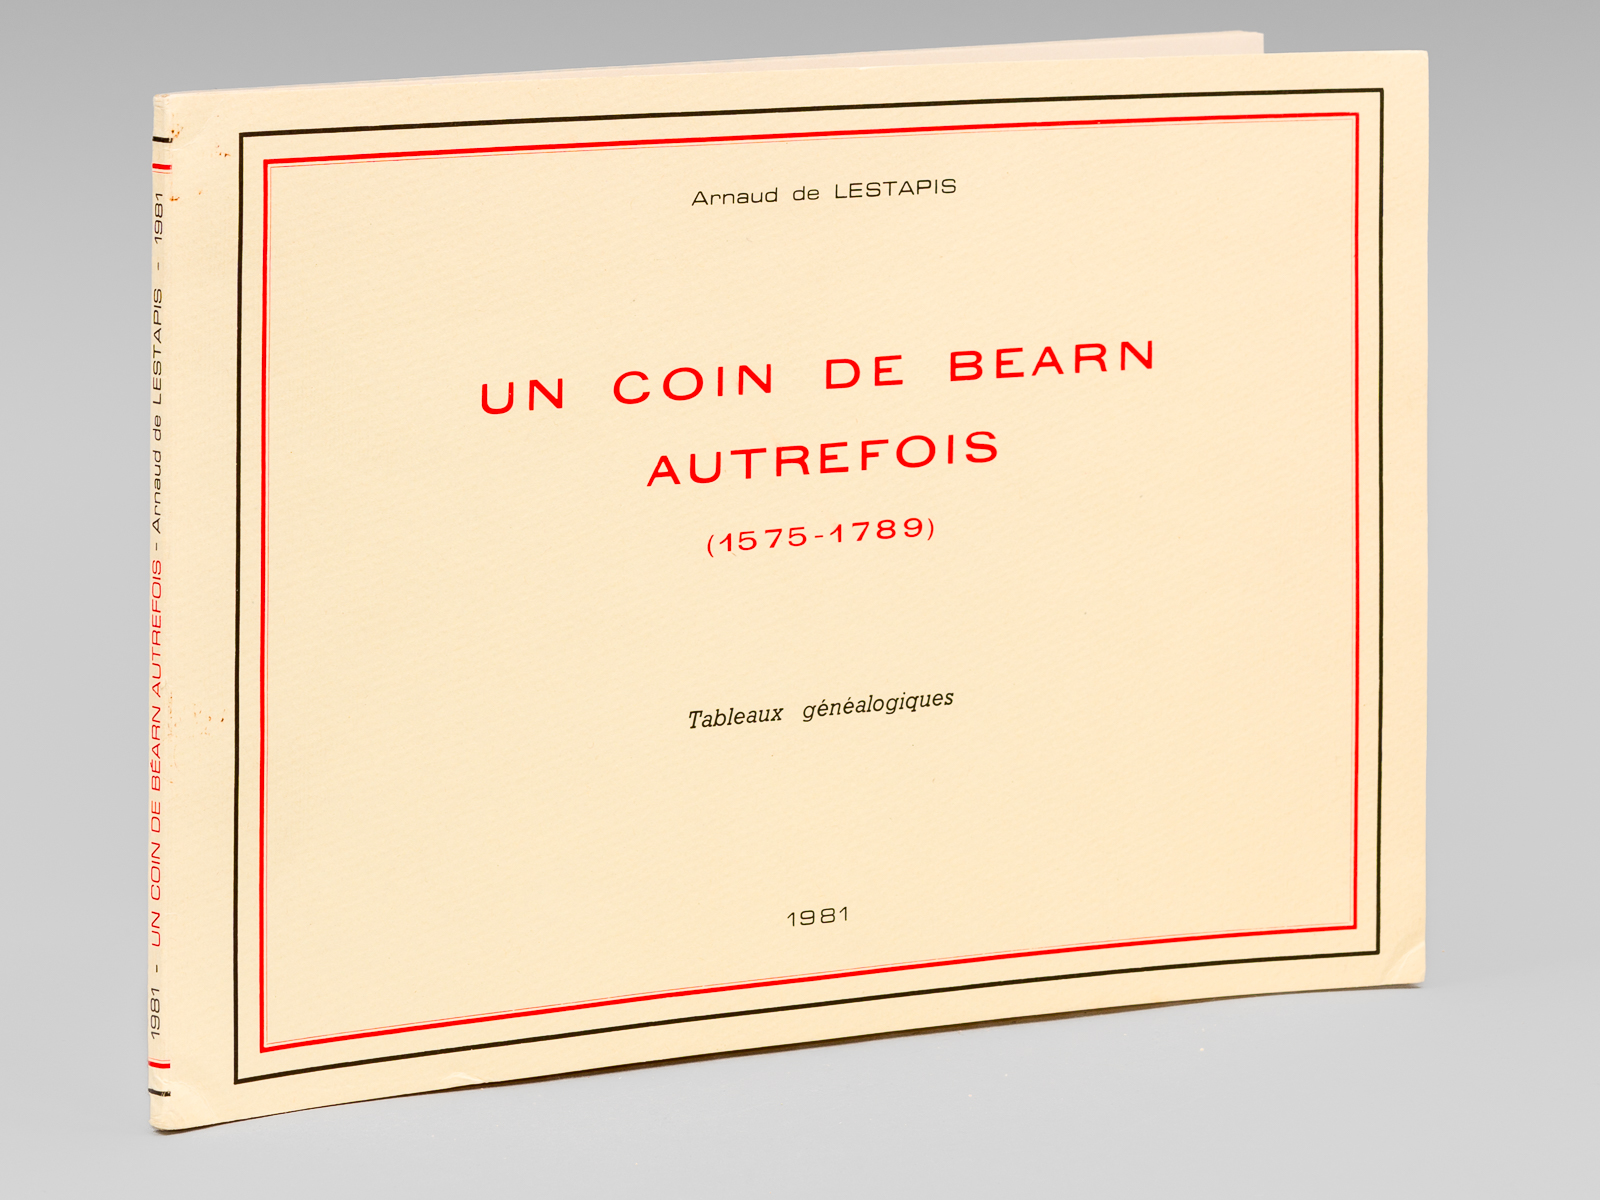 Arnaud de LESTAPIS
UN COIN DE BEARN
AUTREFOIS
(1575-1789)
Tableaux généalogiques
1981
1981 - UN COIN DE BÉARN AUTREFOIS - Arnaud de LESTAPIS - 1981